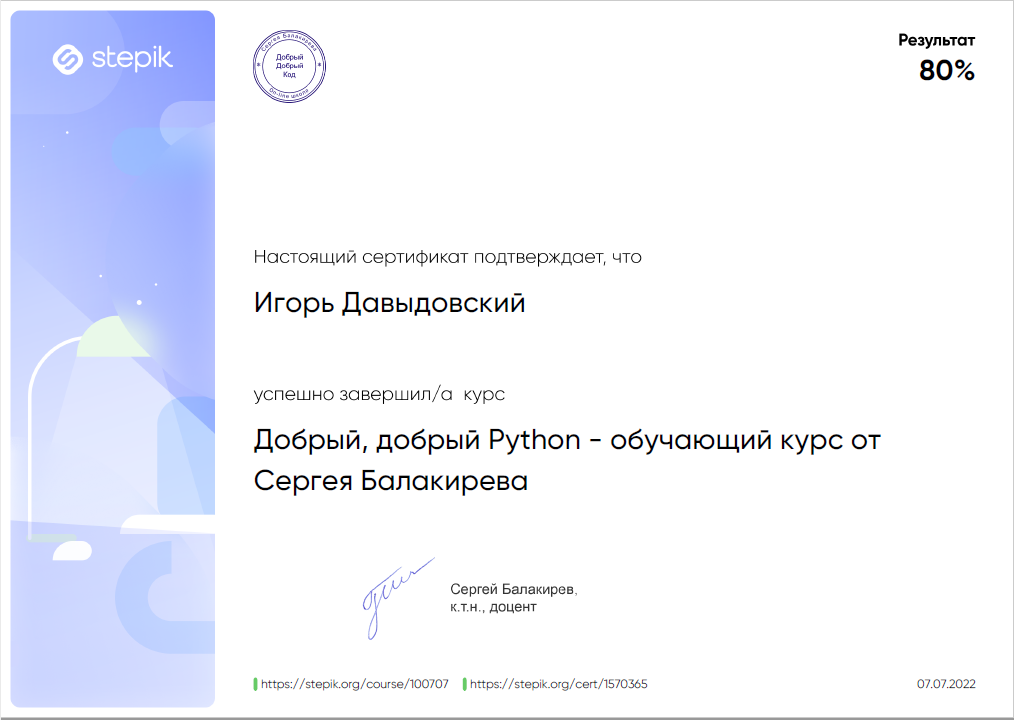 stepik
Сергея Балакирева
Добрый
Добрый
Код
On-line школа
Результат
80%
Настоящий сертификат подтверждает, что
Игорь Давыдовский
успешно завершил/а курс
Добрый, добрый Python - обучающий курс от
Сергея Балакирева
Сергей Балакирев,
к.т.н., доцент
https://stepik.org/course/100707 https://stepik.org/cert/1570365 07.07.2022